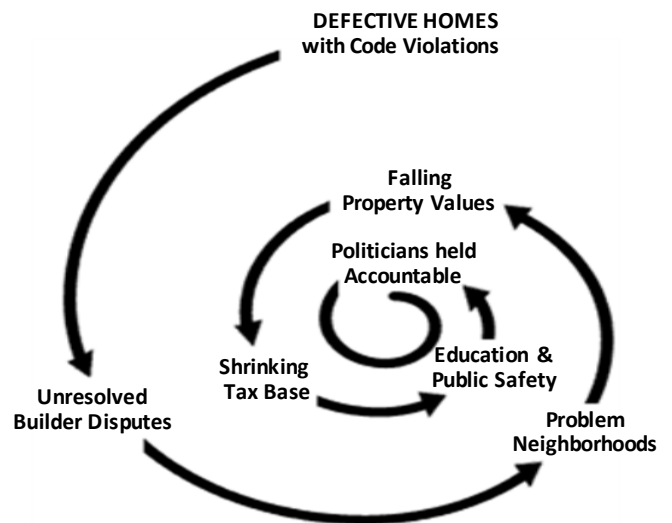 DEFECTIVE HOMES
with Code Violations
Falling
Property Values
Politicians held
Accountable
Shrinking
Tax Base
Education &
Public Safety
Unresolved
Builder Disputes
Problem
Neighborhoods